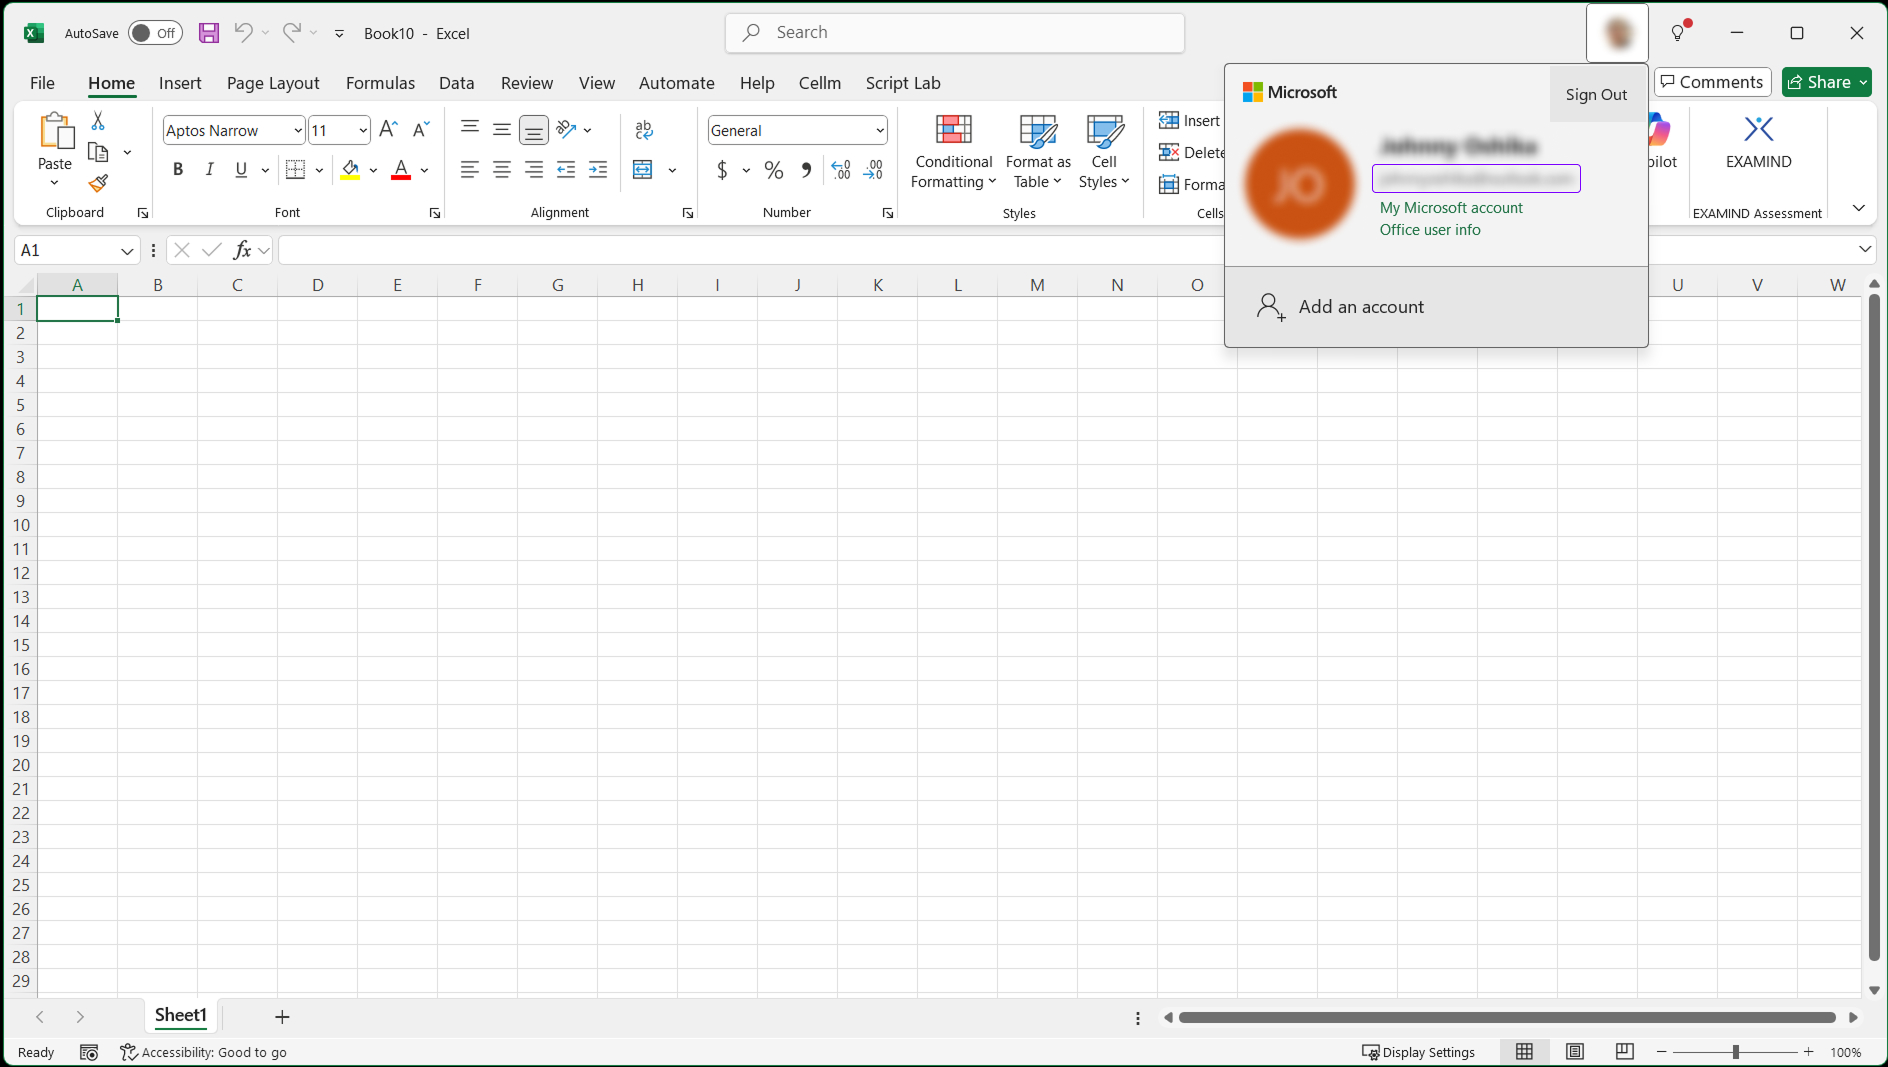 AutoSave Off Book10 - Excel Search
File Home Insert Page Layout Formulas Data Review View Automate Help Cellm Script Lab Comments Share
Paste
Clipboard
Aptos Narrow 11
B I U A
Font
ab
Alignment
General
$ % 9 .00 .00
Number
Conditional Formatting
Format as Table
Cell Styles
Styles
Insert
Delete
Forma
Cells
pilot
EXAMIND
EXAMIND Assessment
Microsoft
Sign Out
My Microsoft account
Office user info
Add an account
A1 fx
A B C D E F G H I J K L M N O U V W
1
2
3
4
5
6
7
8
9
10
11
12
13
14
15
16
17
18
19
20
21
22
23
24
25
26
27
28
29
Sheet1
Ready Accessibility: Good to go Display Settings 100%